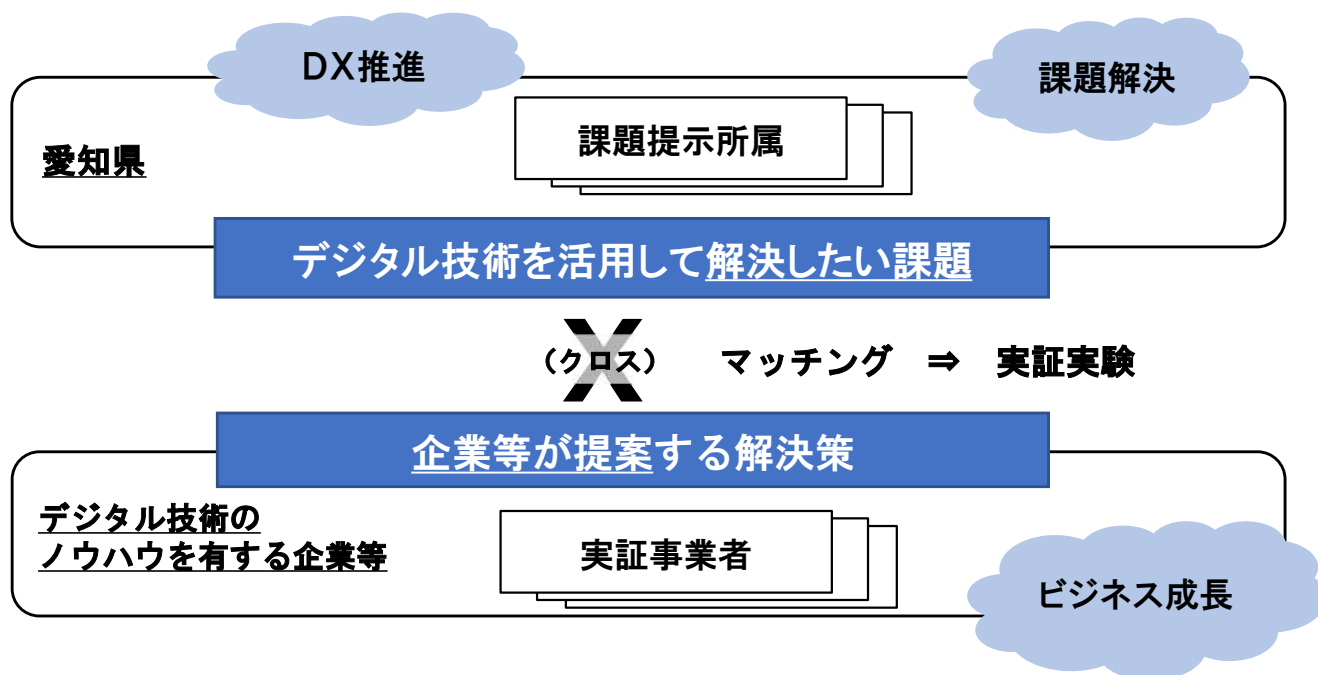 DX推進
課題解決
課題提示所属
愛知県
デジタル技術を活用して解決したい課題
X
（クロス）　マッチング　⇒　実証実験
企業等が提案する解決策
デジタル技術の
ノウハウを有する企業等
実証事業者
ビジネス成長